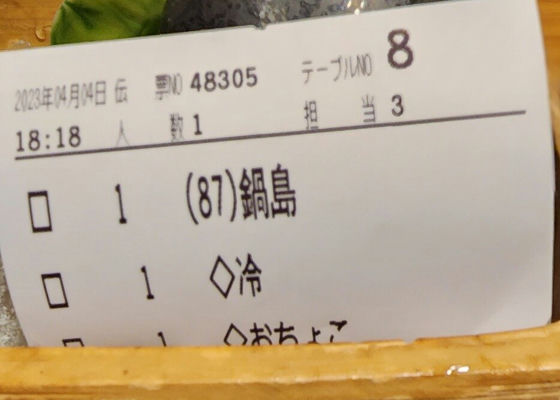 2023年04月04日 伝票NO 48305 テーブルNO 8
18:18 人数 1 担当 3
□ 1 (87)鍋島
□ 1 ◇冷
□ 1 ◇おちょこ